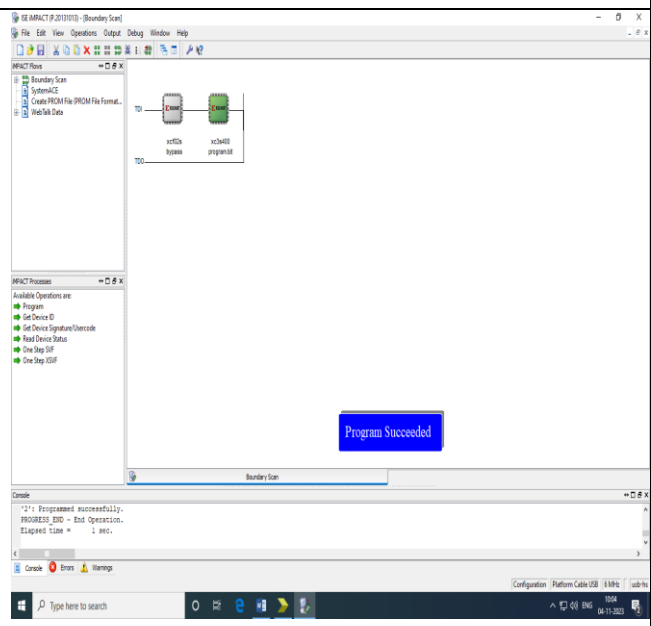 ISE iMPACT (P.20131013) - [Boundary Scan]
File Edit View Operations Output Debug Window Help
iMPACT Flows
Boundary Scan
SystemACE
Create PROM File (PROM File Format...
WebTalk Data
TDI
XILINX
XILINX
xcf02s
bypass
xc3s400
program.bit
TDO
iMPACT Processes
Available Operations are:
Program
Get Device ID
Get Device Signature/Usercode
Read Device Status
One Step SVF
One Step XSVF
Program Succeeded
Boundary Scan
Console
'2': Programmed successfully.
PROGRESS_END - End Operation.
Elapsed time =      1 sec.
Console Errors Warnings
Configuration Platform Cable USB 6 MHz usb-hs
Type here to search
ENG
10:04
04-11-2023